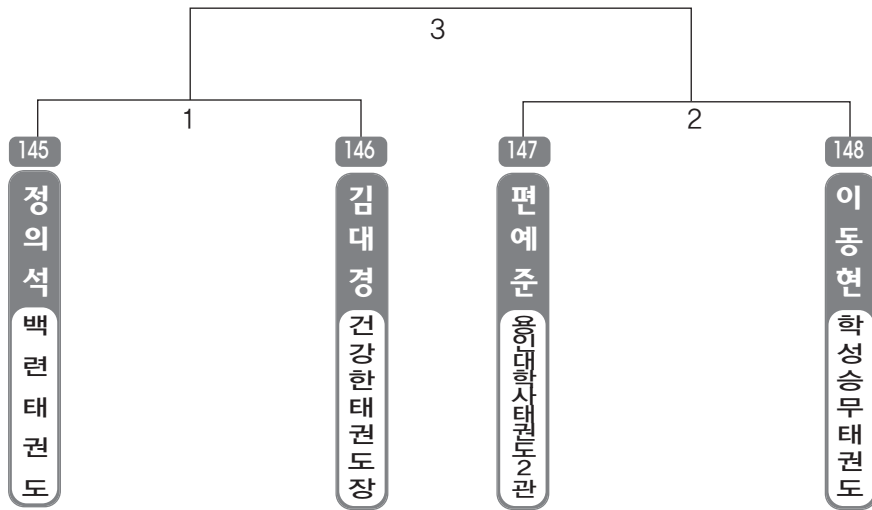 3
1
2
145
146
147
148
정의석
김대경
편예준
이동현
백련태권도
건강한태권도장
용인대학사태권도2관
학성승무태권도